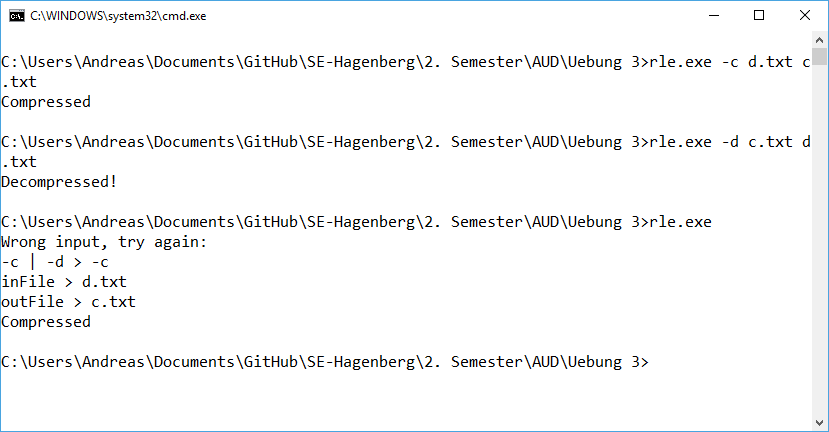 C:\WINDOWS\system32\cmd.exe
C:\Users\Andreas\Documents\GitHub\SE-Hagenberg\2. Semester\AUD\Uebung 3>rle.exe -c d.txt c
.txt
Compressed
C:\Users\Andreas\Documents\GitHub\SE-Hagenberg\2. Semester\AUD\Uebung 3>rle.exe -d c.txt d
.txt
Decompressed!
C:\Users\Andreas\Documents\GitHub\SE-Hagenberg\2. Semester\AUD\Uebung 3>rle.exe
Wrong input, try again:
-c | -d > -c
inFile > d.txt
outFile > c.txt
Compressed
C:\Users\Andreas\Documents\GitHub\SE-Hagenberg\2. Semester\AUD\Uebung 3>